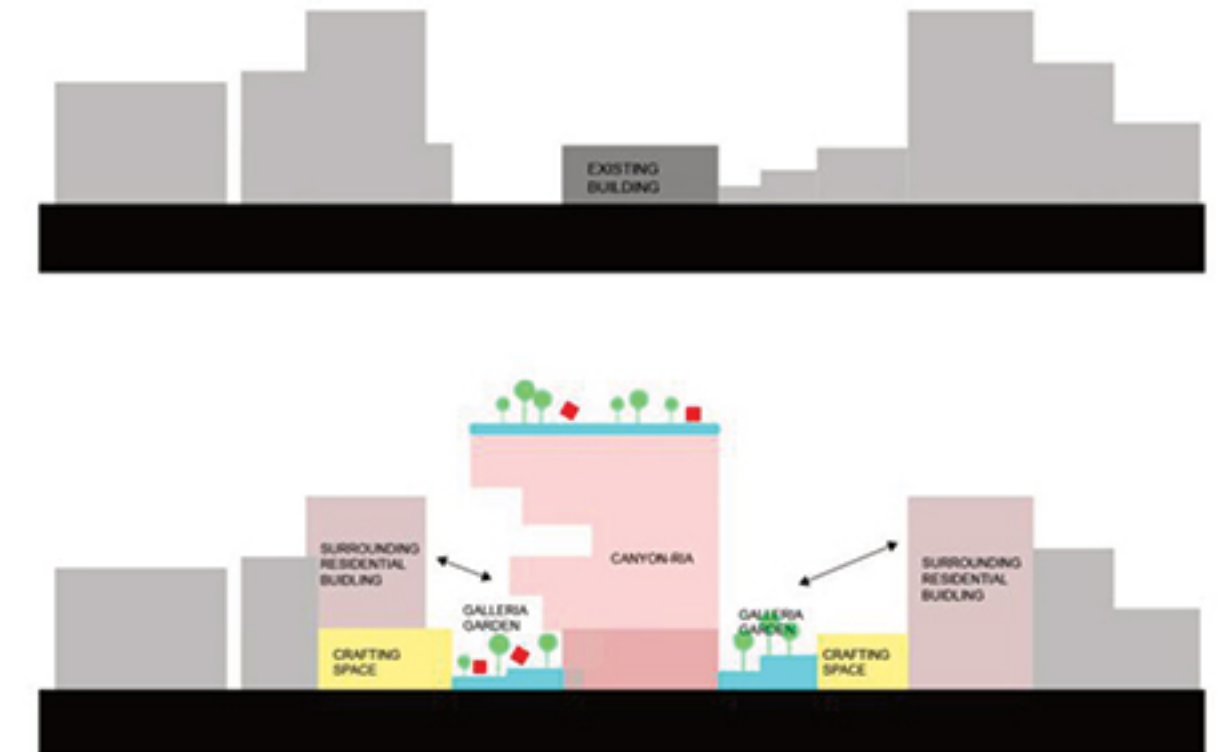 EXISTING
BUILDING
SURROUNDING
RESIDENTIAL
BUIDLING
CANYON-RIA
SURROUNDING
RESIDENTIAL
BUIDLING
GALLERIA
GARDEN
GALLERIA
GARDEN
CRAFTING
SPACE
CRAFTING
SPACE